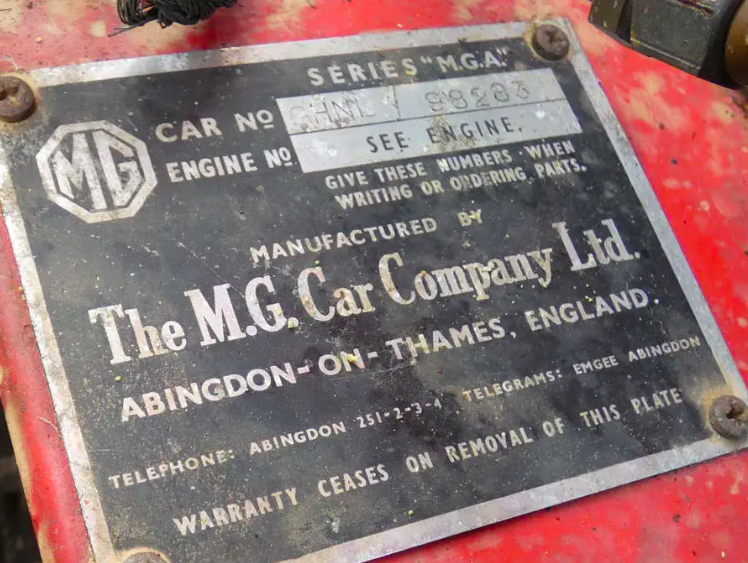 SERIES "M.G.A."
MG
CAR No GHNL / 98283
ENGINE No. SEE ENGINE.
GIVE THESE NUMBERS WHEN
WRITING OR ORDERING PARTS.
MANUFACTURED BY
The M.G. Car Company Ltd.
ABINGDON-ON-THAMES, ENGLAND.
TELEPHONE: ABINGDON 251-2-3-4. TELEGRAMS: EMGEE ABINGDON
WARRANTY CEASES ON REMOVAL OF THIS PLATE